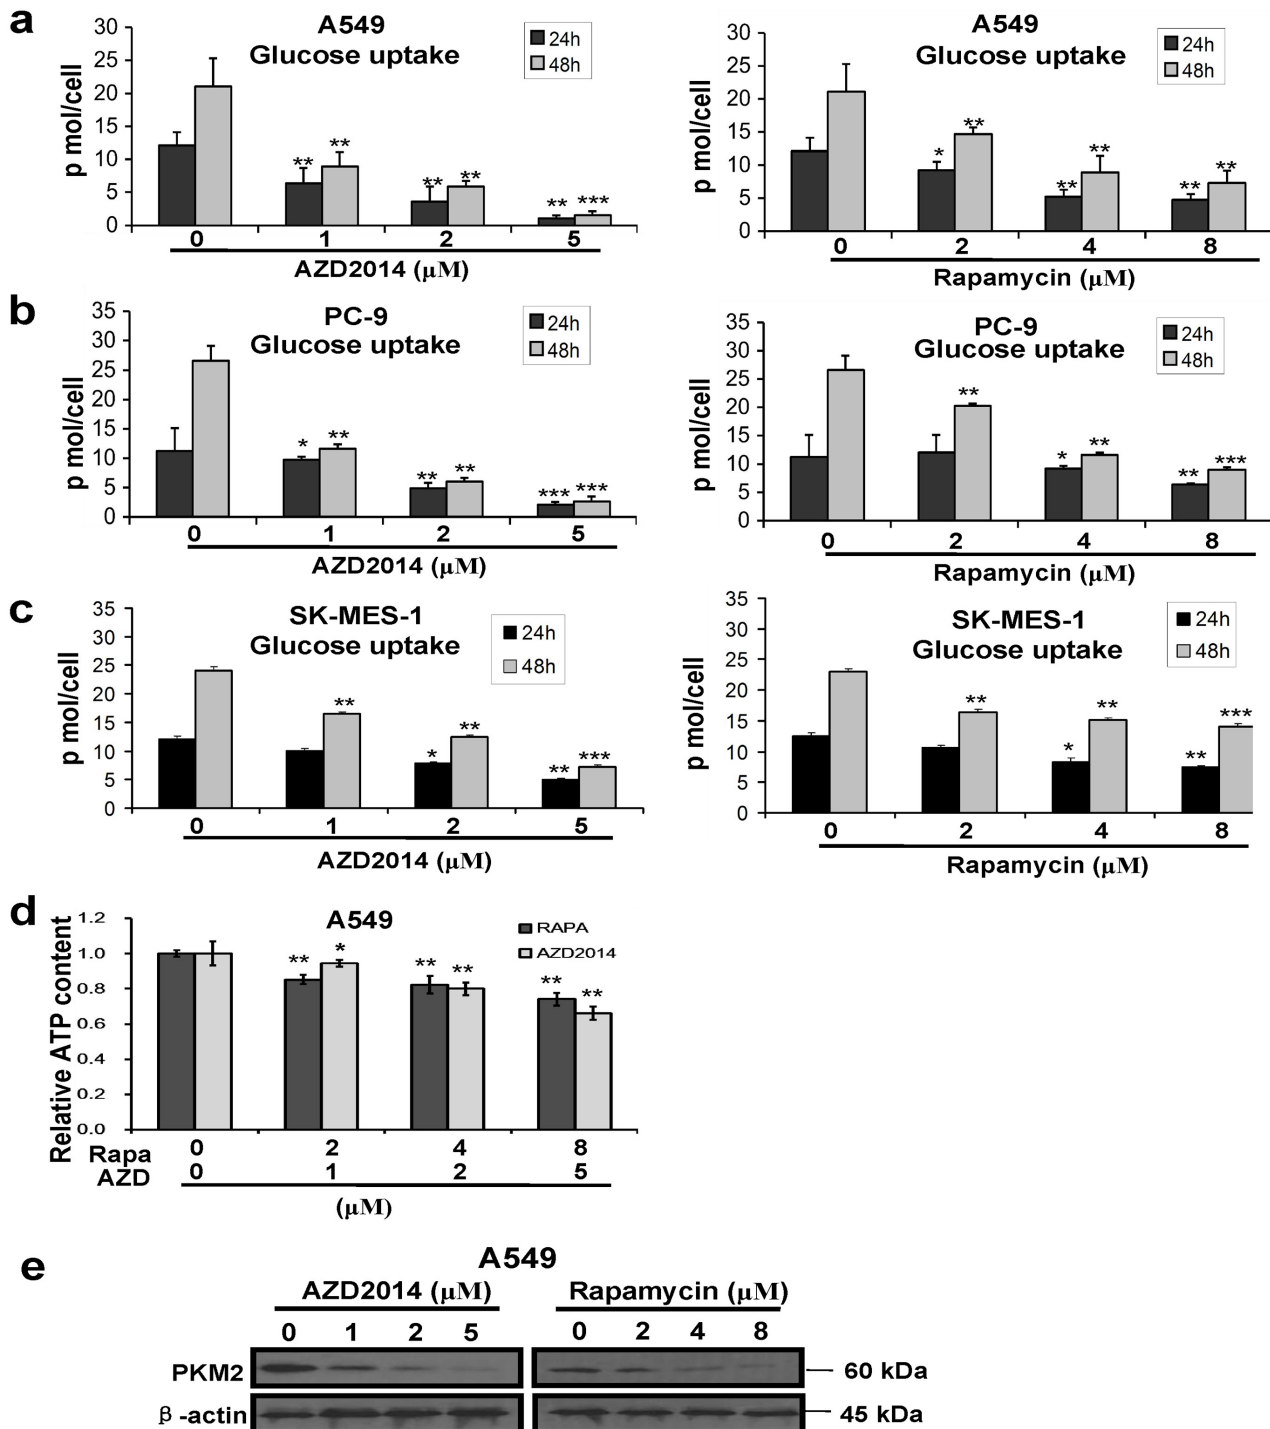 a
A549
Glucose uptake
24h
48h
p mol/cell
30
25
20
15
10
5
0
** ** ** ** ** ***
0 1 2 5
AZD2014 (μM)
A549
Glucose uptake
24h
48h
p mol/cell
30
25
20
15
10
5
0
* ** ** ** ** **
0 2 4 8
Rapamycin (μM)
b
PC-9
Glucose uptake
24h
48h
p mol/cell
35
30
25
20
15
10
5
0
* ** ** ** *** ***
0 1 2 5
AZD2014 (μM)
PC-9
Glucose uptake
24h
48h
p mol/cell
35
30
25
20
15
10
5
0
** * ** ** ***
0 2 4 8
Rapamycin (μM)
c
SK-MES-1
Glucose uptake
24h
48h
p mol/cell
35
30
25
20
15
10
5
0
** * ** ** ***
0 1 2 5
AZD2014 (μM)
SK-MES-1
Glucose uptake
24h
48h
p mol/cell
35
30
25
20
15
10
5
0
** * ** ** ***
0 2 4 8
Rapamycin (μM)
d
A549
RAPA
AZD2014
Relative ATP content
1.2
1.0
0.8
0.6
0.4
0.2
0.0
** * ** ** ** **
Rapa 0 2 4 8
AZD 0 1 2 5
(μM)
e
A549
AZD2014 (μM) Rapamycin (μM)
0 1 2 5 0 2 4 8
PKM2 60 kDa
β-actin 45 kDa